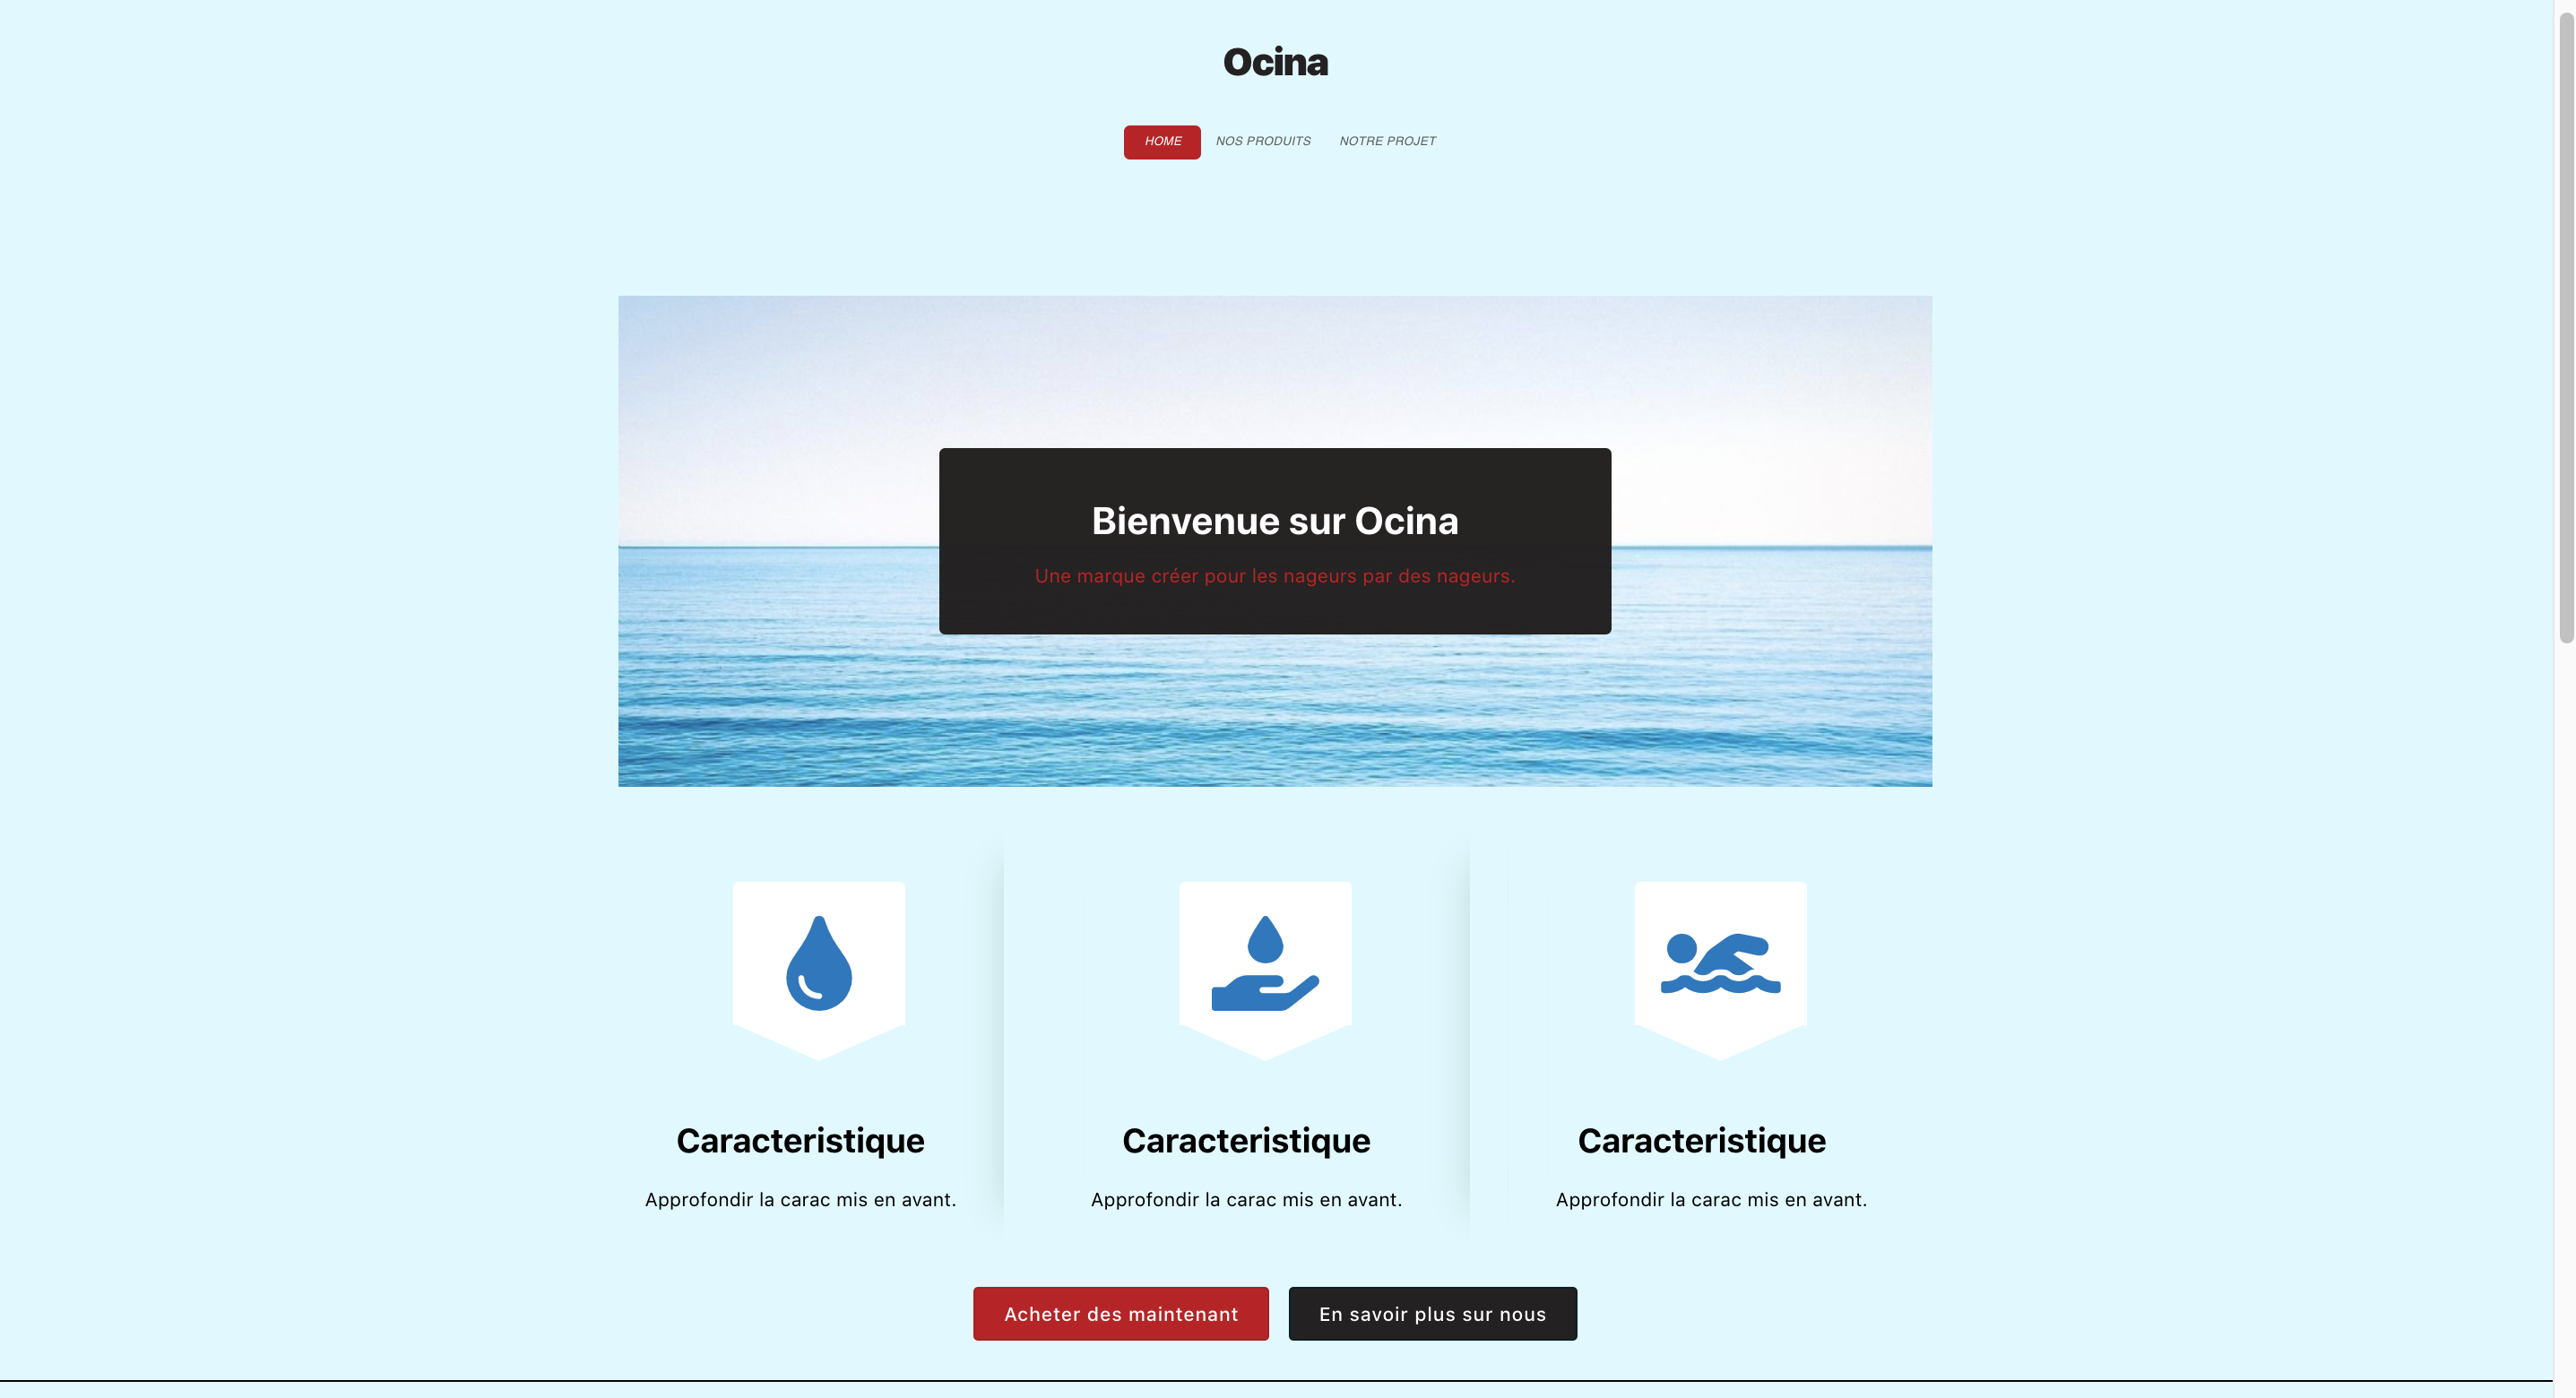 Ocina
HOME NOS PRODUITS NOTRE PROJET
Bienvenue sur Ocina
Une marque créer pour les nageurs par des nageurs.
Caracteristique Caracteristique Caracteristique
Approfondir la carac mis en avant. Approfondir la carac mis en avant. Approfondir la carac mis en avant.
Acheter des maintenant En savoir plus sur nous